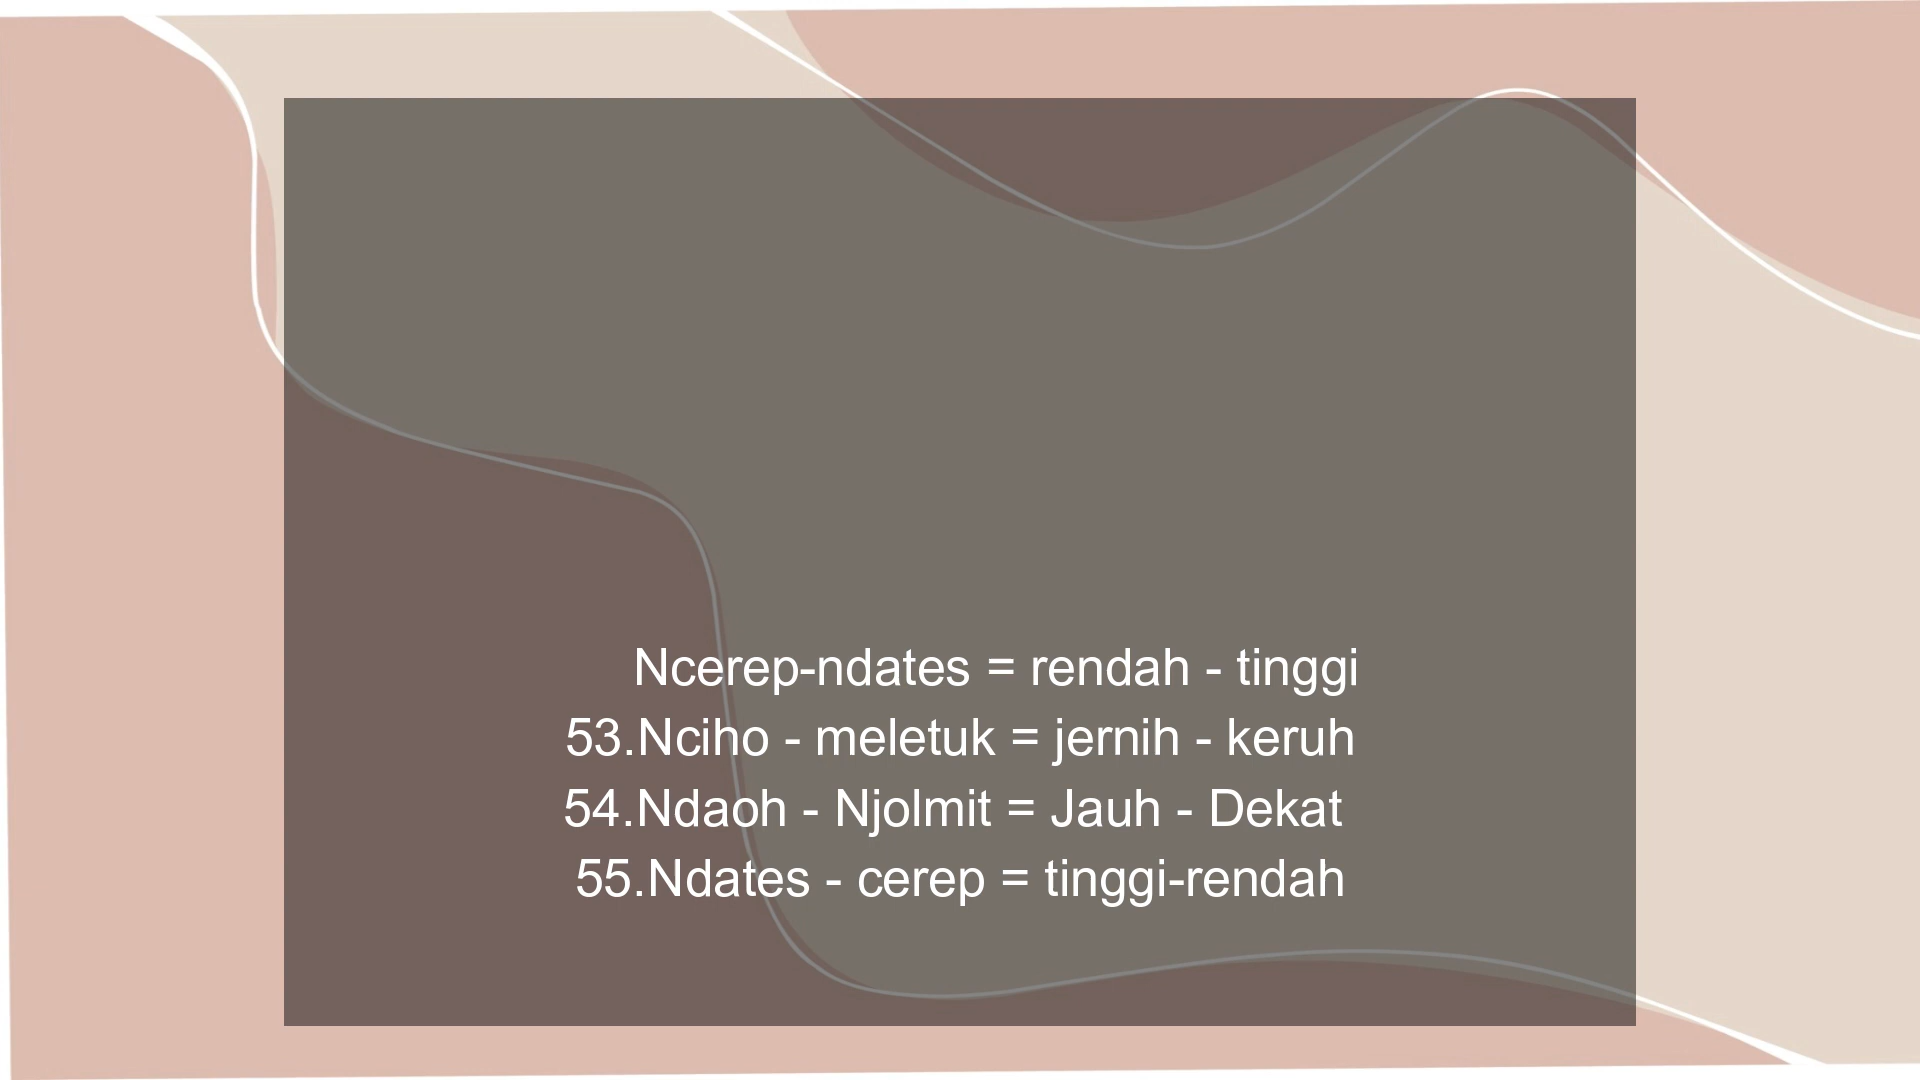 Ncerep-ndates = rendah - tinggi
53.Nciho - meletuk = jernih - keruh
54.Ndaoh - Njolmit = Jauh - Dekat
55.Ndates - cerep = tinggi-rendah